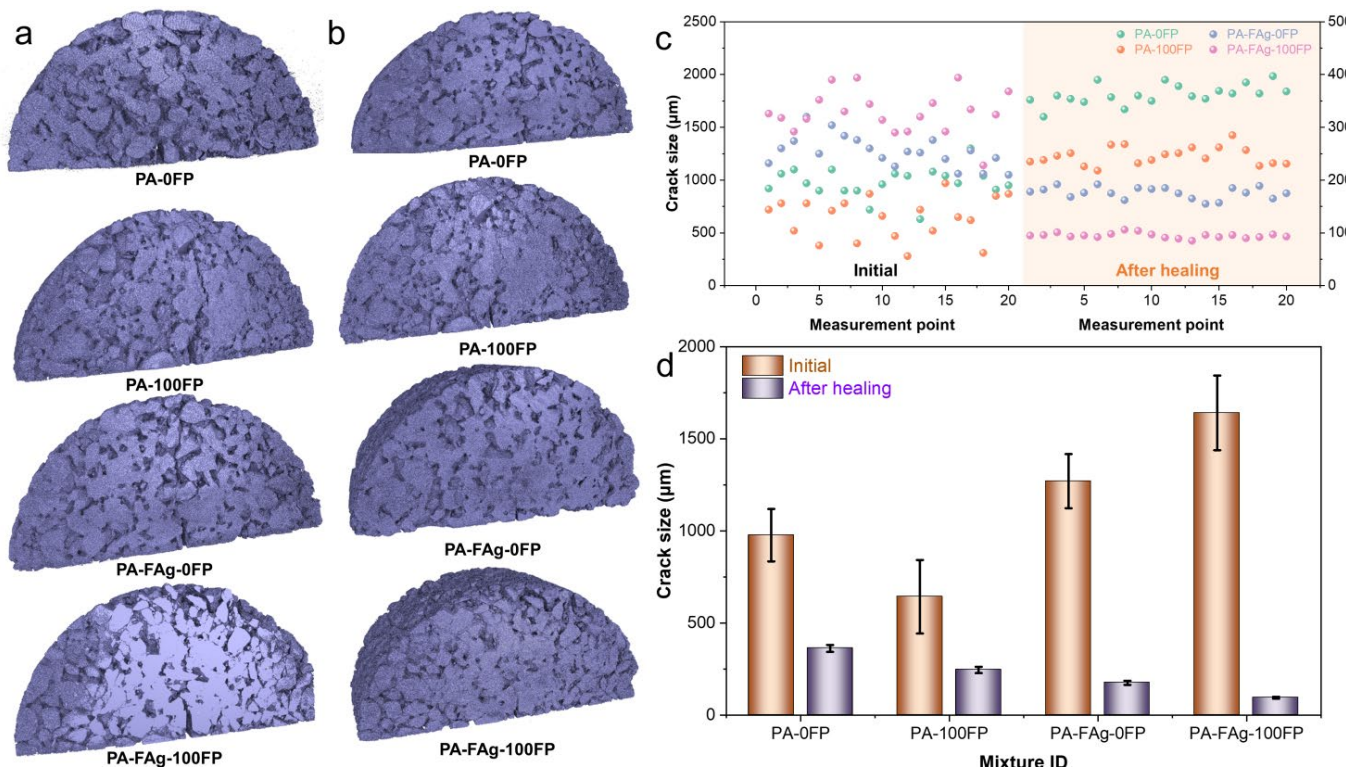 a
PA-0FP
PA-100FP
PA-FAg-0FP
PA-FAg-100FP
b
PA-0FP
PA-100FP
PA-FAg-0FP
PA-FAg-100FP
c
PA-0FP
PA-FAg-0FP
PA-100FP
PA-FAg-100FP
Crack size (µm)
2500
2000
1500
1000
500
0
Initial
After healing
0 5 10 15 20 5 10 15 20
Measurement point
Measurement point
d
Initial
After healing
Crack size (µm)
2000
1500
1000
500
0
PA-0FP PA-100FP PA-FAg-0FP PA-FAg-100FP
Mixture ID